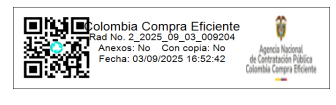 Colombia Compra Eficiente
Rad No. 2_2025_09_03_009204
Anexos: No Con copia: No
Fecha: 03/09/2025 16:52:42
Agencia Nacional
de Contratación Pública
Colombia Compra Eficiente